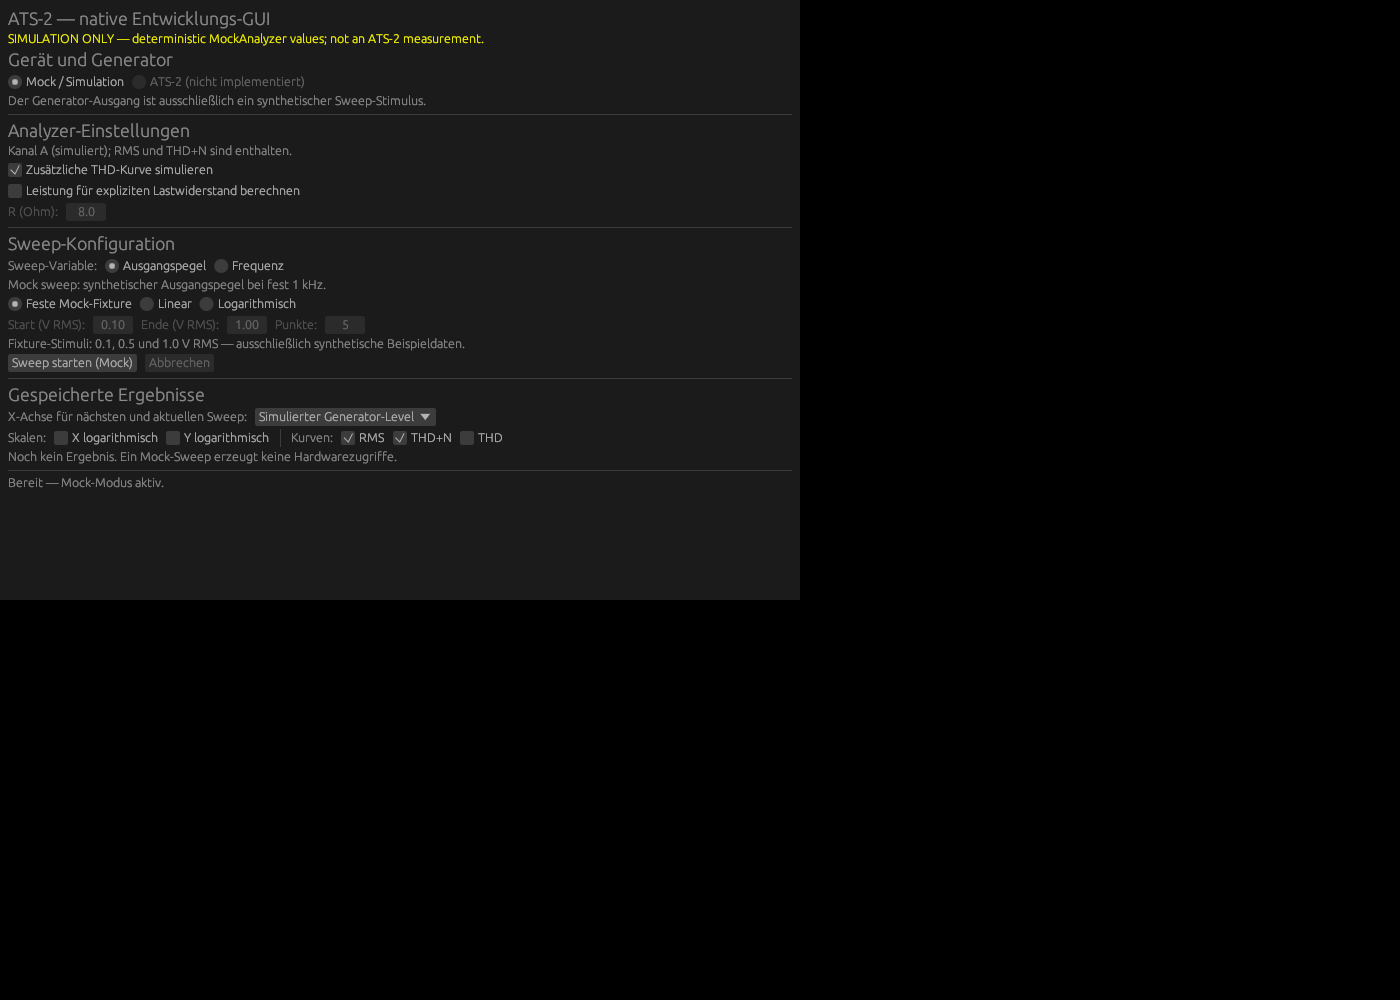 ATS-2 — native Entwicklungs-GUI
SIMULATION ONLY — deterministic MockAnalyzer values; not an ATS-2 measurement.
Gerät und Generator
Mock / Simulation ATS-2 (nicht implementiert)
Der Generator-Ausgang ist ausschließlich ein synthetischer Sweep-Stimulus.
Analyzer-Einstellungen
Kanal A (simuliert); RMS und THD+N sind enthalten.
Zusätzliche THD-Kurve simulieren
Leistung für expliziten Lastwiderstand berechnen
R (Ohm): 8.0
Sweep-Konfiguration
Sweep-Variable: Ausgangspegel Frequenz
Mock sweep: synthetischer Ausgangspegel bei fest 1 kHz.
Feste Mock-Fixture Linear Logarithmisch
Start (V RMS): 0.10 Ende (V RMS): 1.00 Punkte: 5
Fixture-Stimuli: 0.1, 0.5 und 1.0 V RMS — ausschließlich synthetische Beispieldaten.
Sweep starten (Mock) Abbrechen
Gespeicherte Ergebnisse
X-Achse für nächsten und aktuellen Sweep: Simulierter Generator-Level
Skalen: X logarithmisch Y logarithmisch Kurven: RMS THD+N THD
Noch kein Ergebnis. Ein Mock-Sweep erzeugt keine Hardwarezugriffe.
Bereit — Mock-Modus aktiv.